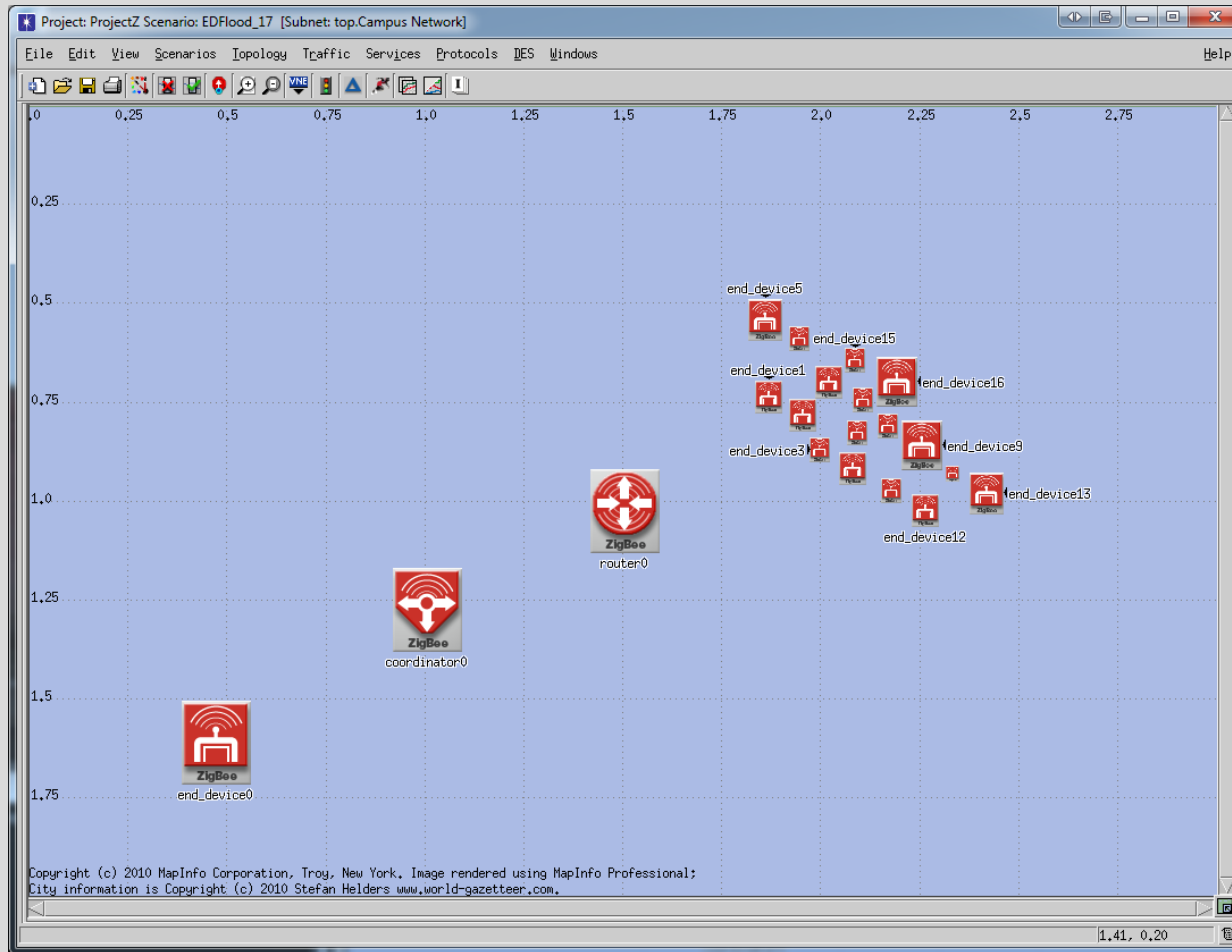 Project: ProjectZ Scenario: EDFlood_17 [Subnet: top.Campus Network]
File Edit View Scenarios Topology Traffic Services Protocols DES Windows Help
VNE
.0 0.25 0.5 0.75 1.0 1.25 1.5 1.75 2.0 2.25 2.5 2.75
0.25
0.5
end_device5
ZigBee
end_device15
end_device1
end_device16
ZigBee
0.75
end_device3
end_device9
ZigBee
1.0
end_device13
ZigBee
end_device12
ZigBee
router0
1.25
ZigBee
coordinator0
1.5
ZigBee
end_device0
1.75
Copyright (c) 2010 MapInfo Corporation, Troy, New York. Image rendered using MapInfo Professional;
City information is Copyright (c) 2010 Stefan Helders www.world-gazetteer.com.
1.41, 0.20